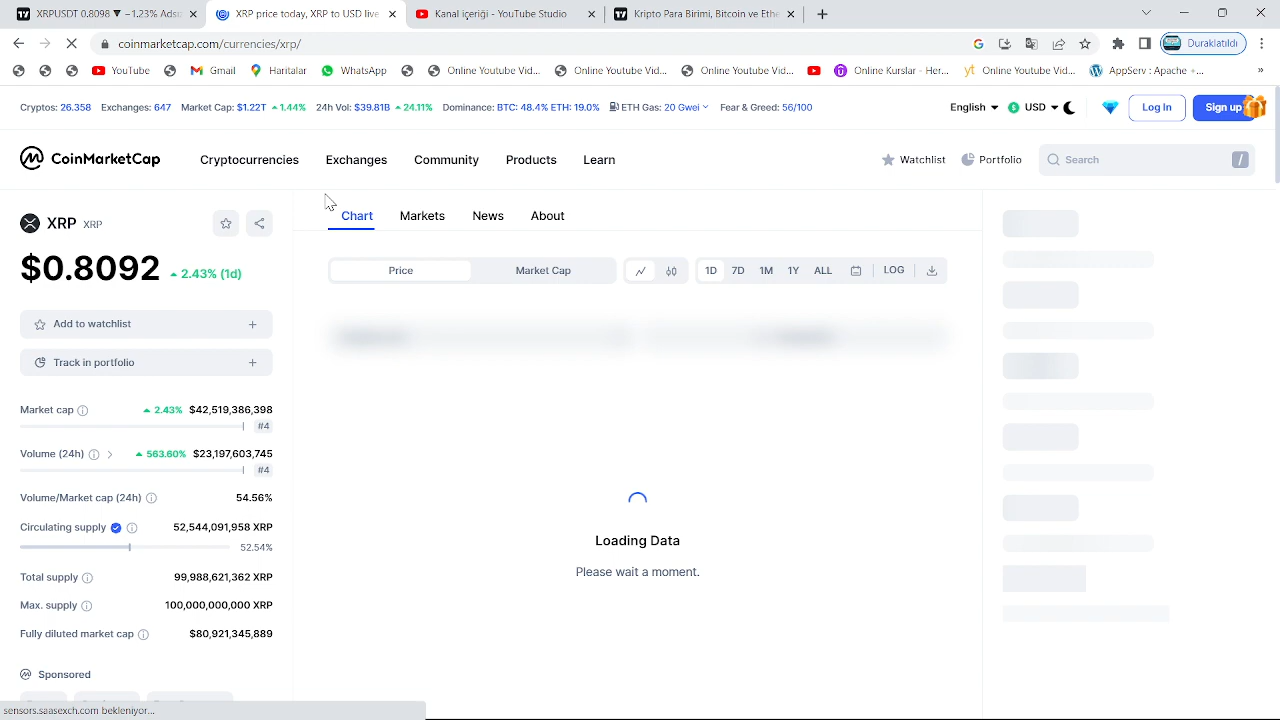 XRPUSDT 0.8098 ▼ −1.23% Adsız
XRP price today, XRP to USD live
Kanal içeriği - YouTube Studio
Kripto Para Birimi, Bitcoin ve Ethe
coinmarketcap.com/currencies/xrp/
Duraklatıldı
YouTube
Gmail
Haritalar
WhatsApp
Online Youtube Vid...
Online Youtube Vid...
Online Youtube Vid...
Online Kurslar - Her...
yt Online Youtube Vid...
AppServ : Apache +...
»
Cryptos: 26.358 Exchanges: 647 Market Cap: $1.22T 1.44% 24h Vol: $39.81B 24.11% Dominance: BTC: 48.4% ETH: 19.0% ETH Gas: 20 Gwei Fear & Greed: 56/100
English USD Log In Sign up
CoinMarketCap
Cryptocurrencies Exchanges Community Products Learn
Watchlist Portfolio Search /
XRP XRP
$0.8092 2.43% (1d)
Add to watchlist +
Track in portfolio +
Market cap 2.43% $42,519,386,398
#4
Volume (24h) 563.60% $23,197,603,745
#4
Volume/Market cap (24h) 54.56%
Circulating supply 52,544,091,958 XRP
52.54%
Total supply 99,988,621,362 XRP
Max. supply 100,000,000,000 XRP
Fully diluted market cap $80,921,345,889
Sponsored
Chart Markets News About
Price Market Cap 1D 7D 1M 1Y ALL LOG
Loading Data
Please wait a moment.
sensors.saasexch.com bekleniyor...